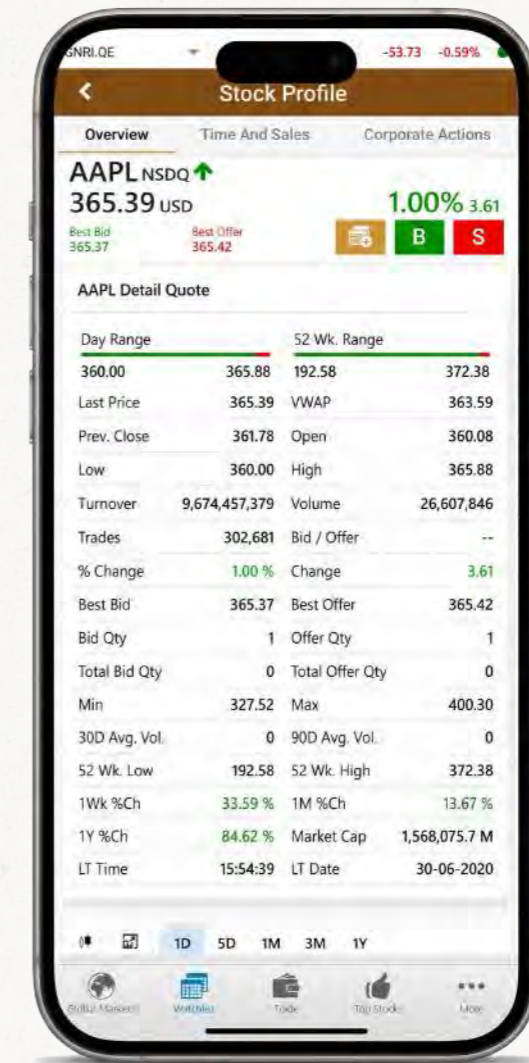 GNRI.QE -53.73 -0.59%
Stock Profile
Overview Time And Sales Corporate Actions
AAPL NSDQ
365.39 USD 1.00% 3.61
Best Bid Best Offer
365.37 365.42 B S
AAPL Detail Quote
Day Range 52 Wk. Range
360.00 365.88 192.58 372.38
Last Price 365.39 VWAP 363.59
Prev. Close 361.78 Open 360.08
Low 360.00 High 365.88
Turnover 9,674,457,379 Volume 26,607,846
Trades 302,681 Bid / Offer --
% Change 1.00 % Change 3.61
Best Bid 365.37 Best Offer 365.42
Bid Qty 1 Offer Qty 1
Total Bid Qty 0 Total Offer Qty 0
Min 327.52 Max 400.30
30D Avg. Vol. 0 90D Avg. Vol. 0
52 Wk. Low 192.58 52 Wk. High 372.38
1Wk %Ch 33.59 % 1M %Ch 13.67 %
1Y %Ch 84.62 % Market Cap 1,568,075.7 M
LT Time 15:54:39 LT Date 30-06-2020
1D 5D 1M 3M 1Y
Global Markets Watchlist Trade Top Stocks More